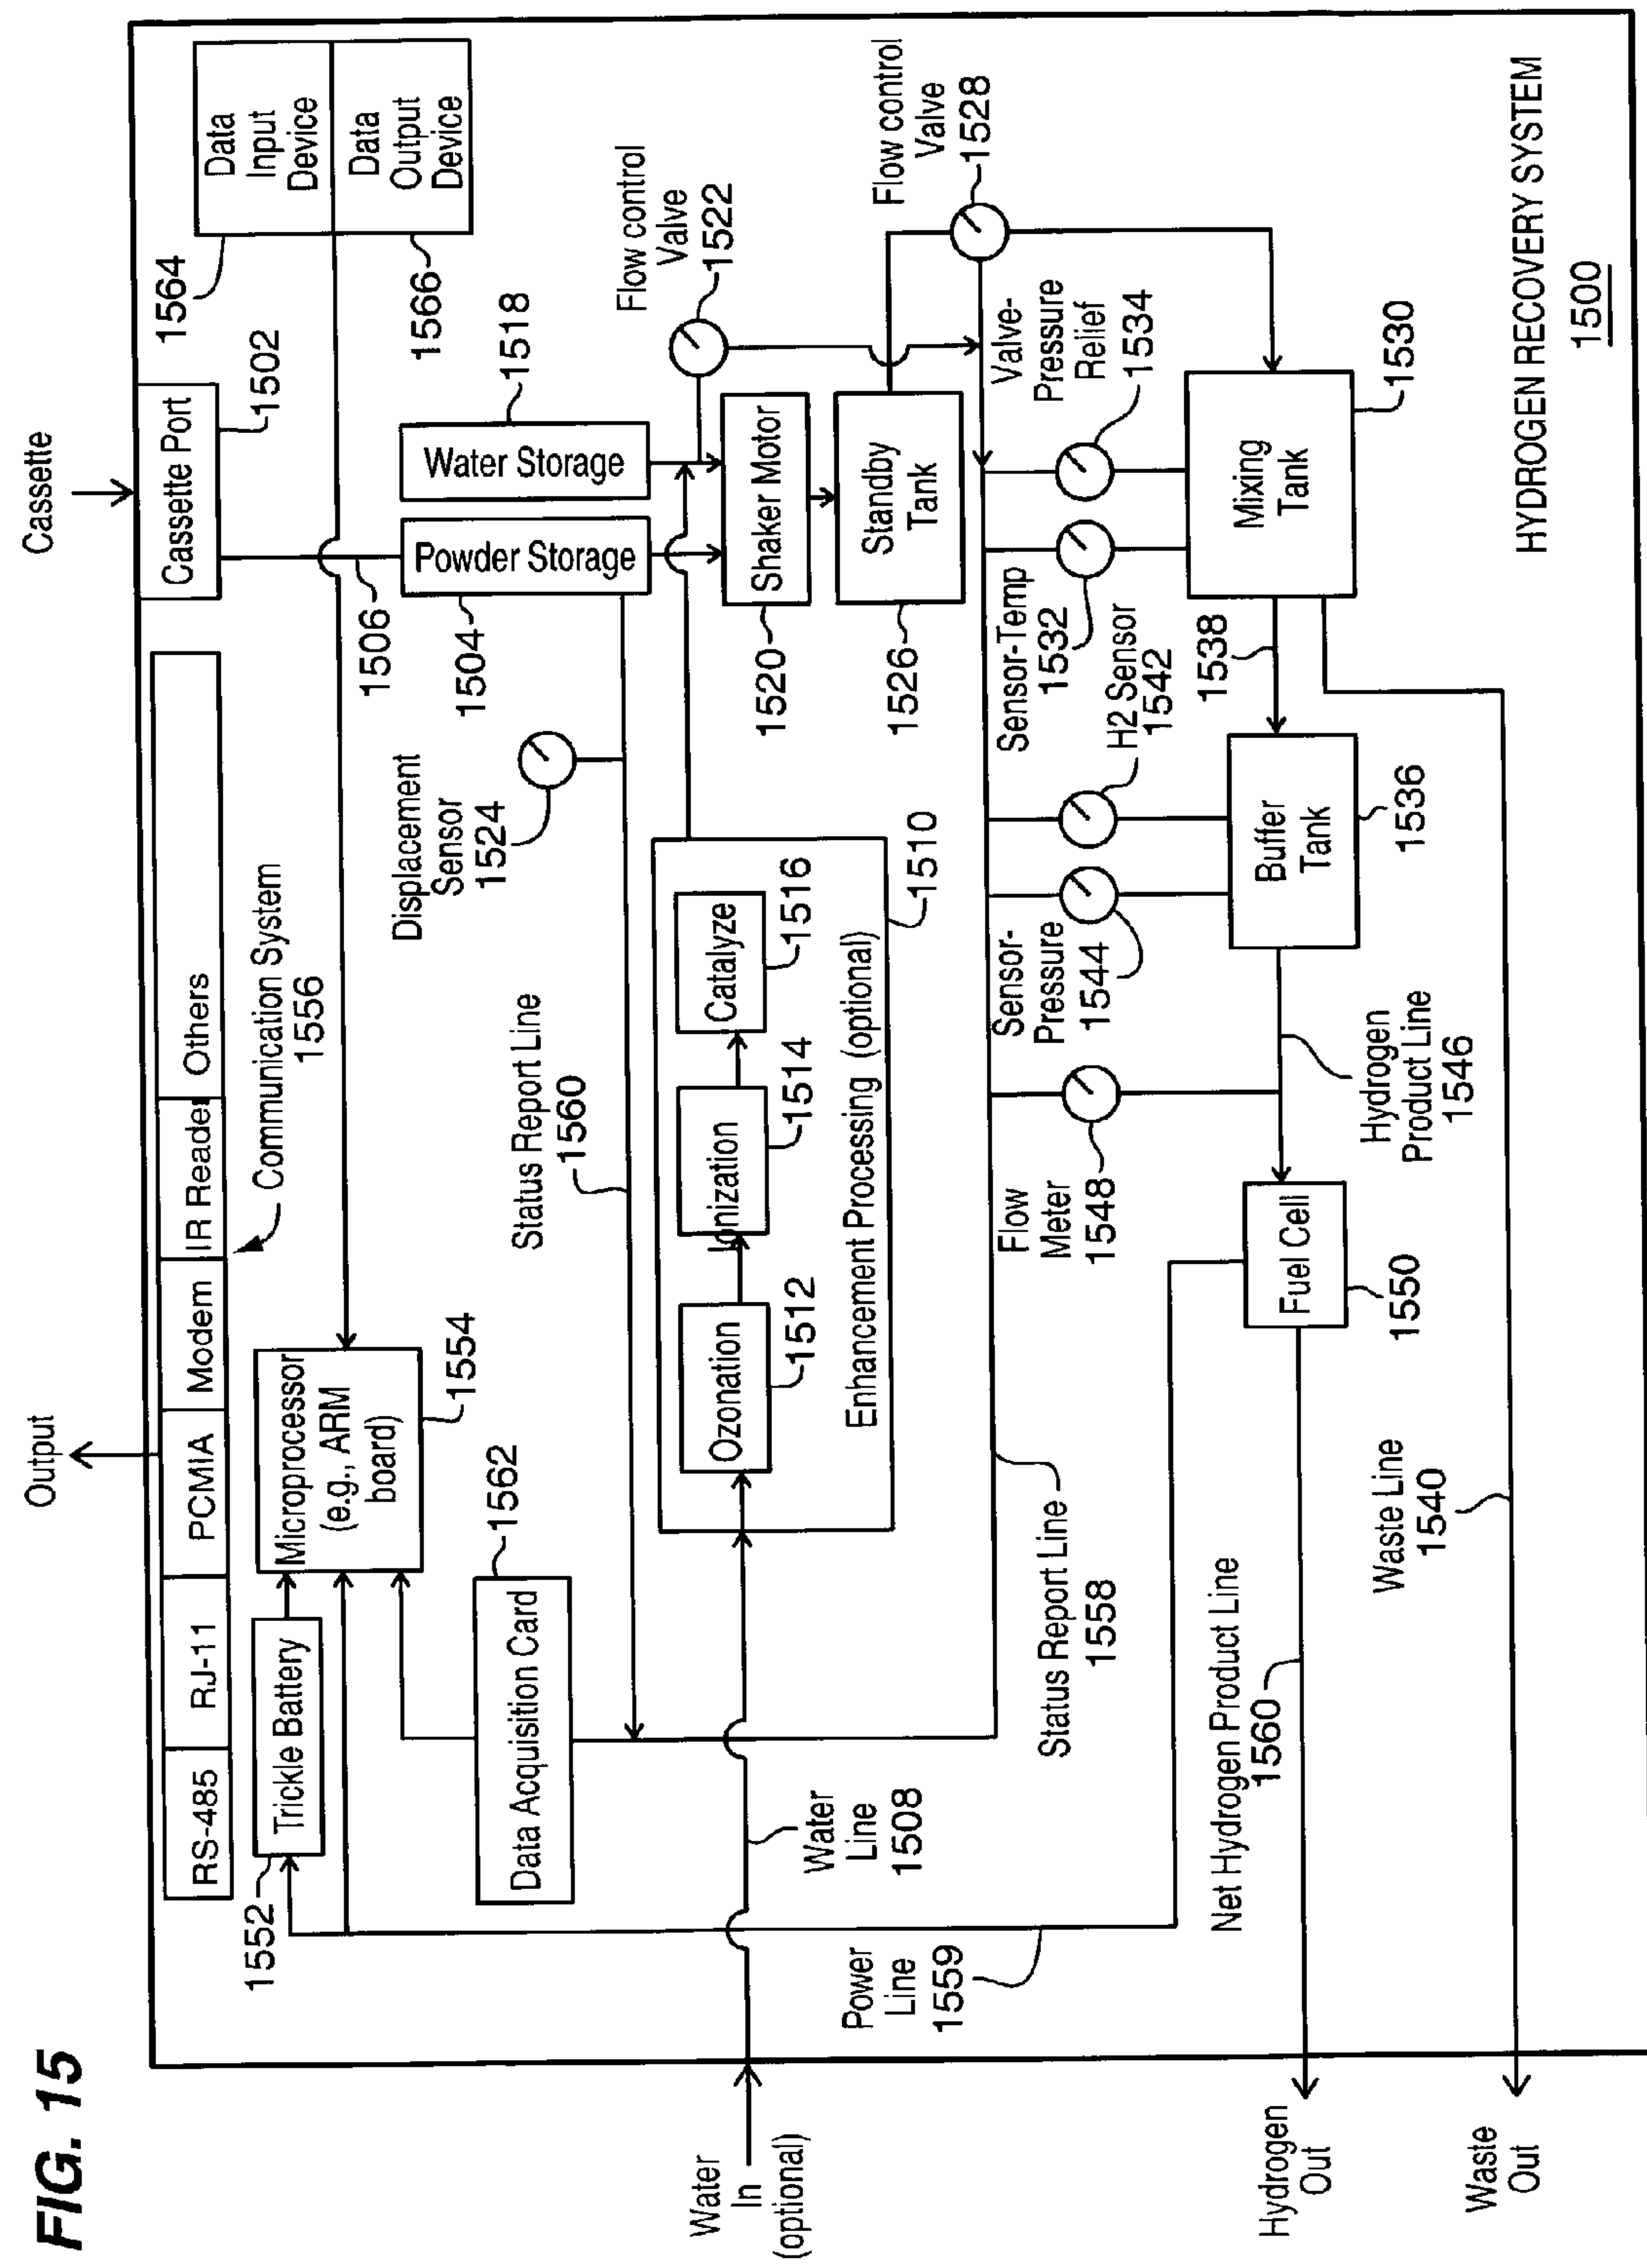 FIG. 15
Output
Cassette
RS-485
RJ-11
PCMIA
Modem
IR Reader
Others
Cassette Port
1502
Data
Input
Device
1564
Data
Output
Device
1566
Communication System
1556
1552
Trickle Battery
Microprocessor
(e.g., ARM
board)
1554
1506
1504
Powder Storage
Water Storage
1518
Displacement
Sensor
1524
Data Acquisition Card
1562
Status Report Line
1560
Flow control
Valve
1522
Ozonation
1512
Ionization
1514
Catalyze
1516
Enhancement Processing (optional)
1510
Shaker Motor
1520
Standby
Tank
1526
Flow control
Valve
1528
Water
In
(optional)
Water
Line
1508
Power
Line
1559
Status Report Line
1558
Flow
Meter
1548
Sensor-
Pressure
1544
H2 Sensor
1542
Sensor-Temp
1532
Valve-
Pressure
Relief
1534
Mixing
Tank
1530
1538
Buffer
Tank
1536
Hydrogen
Product Line
1546
Fuel Cell
1550
Net Hydrogen Product Line
1560
Hydrogen
Out
Waste Line
1540
Waste
Out
HYDROGEN RECOVERY SYSTEM
1500